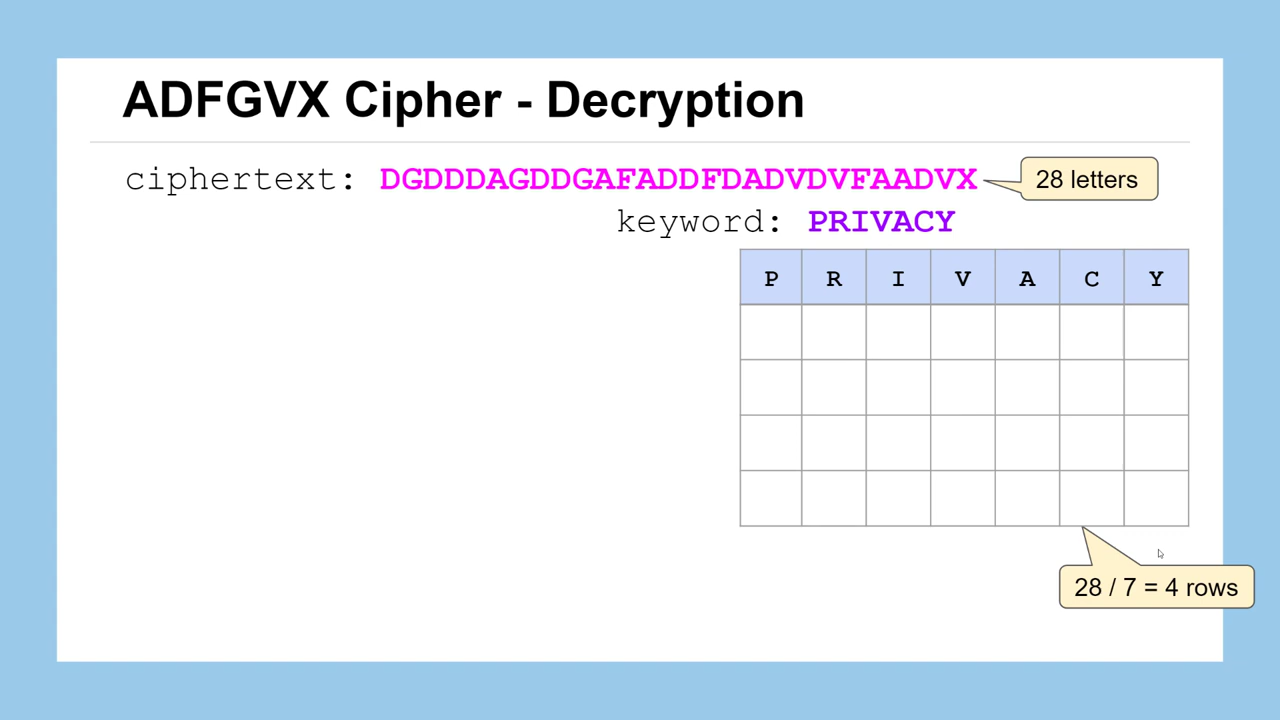 ADFGVX Cipher - Decryption
ciphertext: DGDDDAGDDGAFADDFDADVDVFAADVX
28 letters
keyword: PRIVACY
P R I V A C Y
28 / 7 = 4 rows